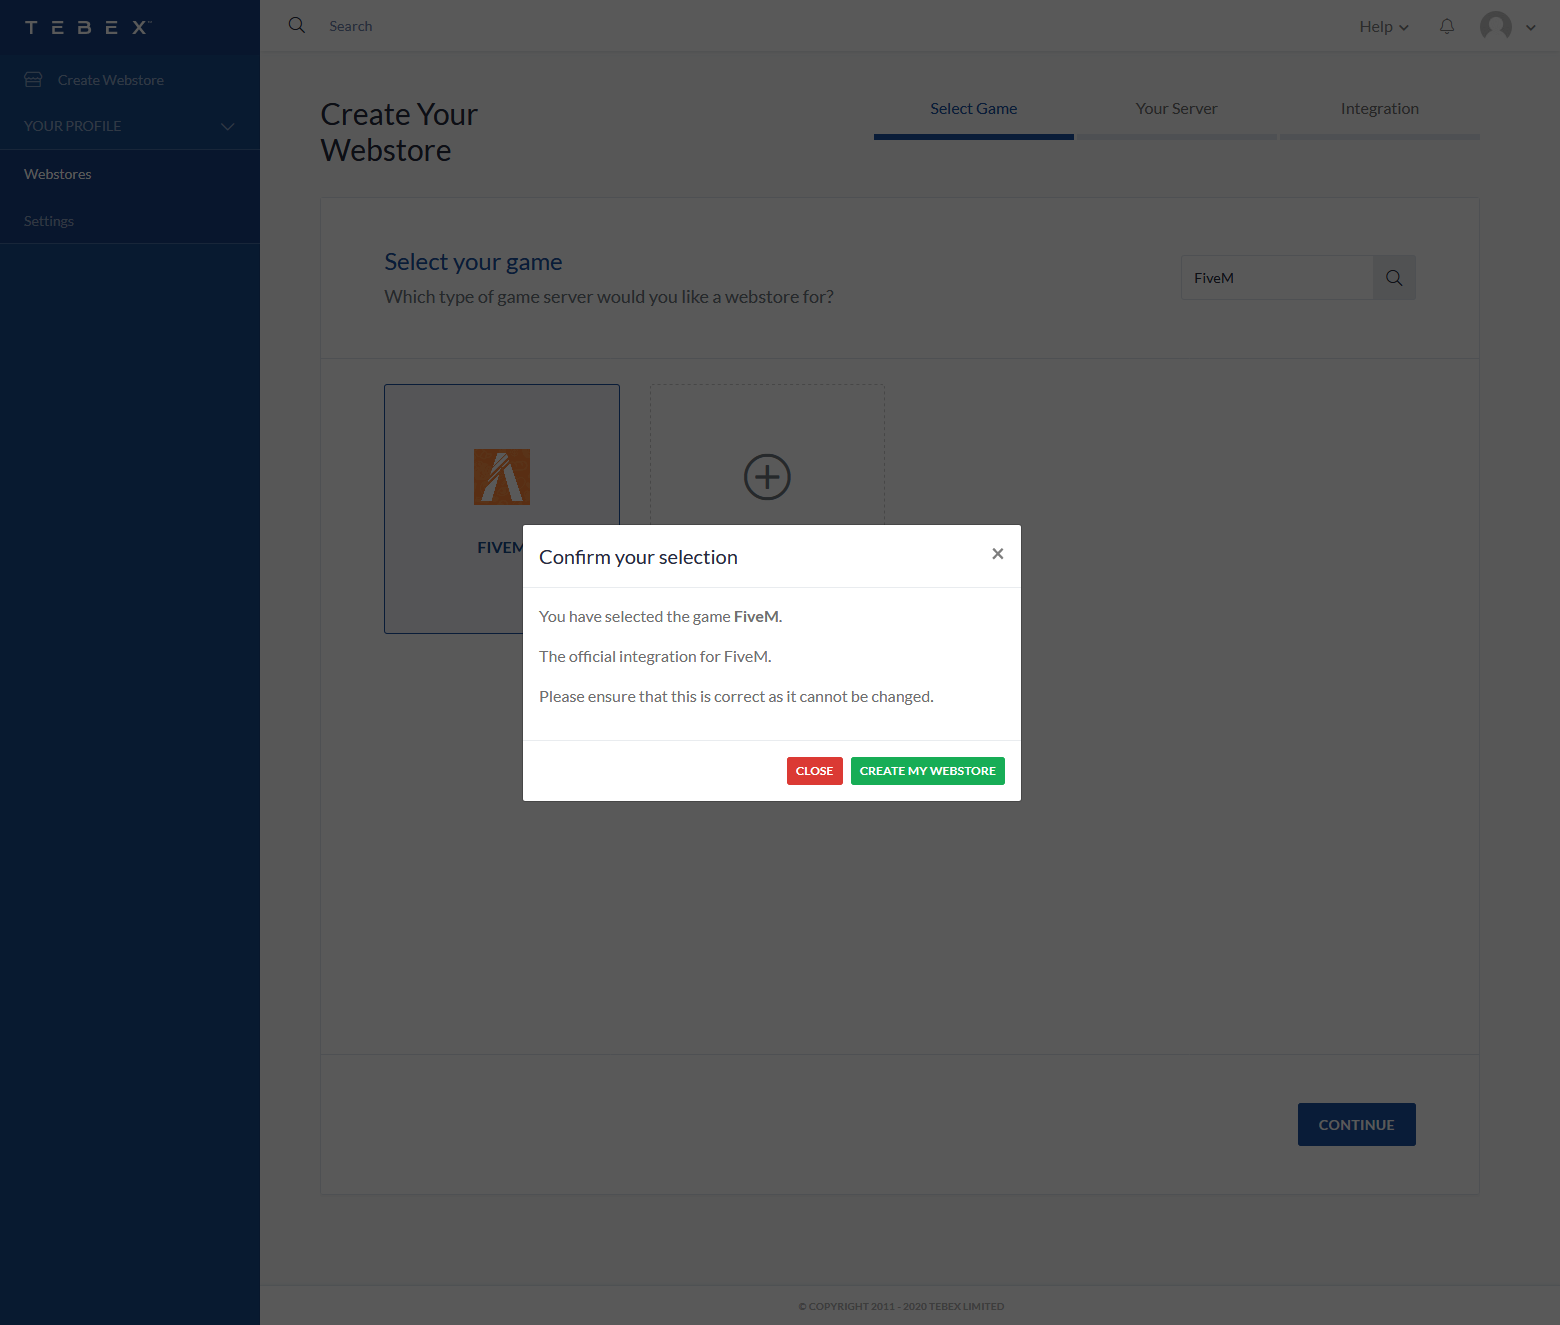 TEBEX
Search
Help
Create Webstore
YOUR PROFILE
Webstores
Settings
Create Your
Webstore
Select Game
Your Server
Integration
Select your game
Which type of game server would you like a webstore for?
FiveM
FIVEM
Confirm your selection
×
You have selected the game FiveM.
The official integration for FiveM.
Please ensure that this is correct as it cannot be changed.
CLOSE
CREATE MY WEBSTORE
CONTINUE
© COPYRIGHT 2011 - 2020 TEBEX LIMITED